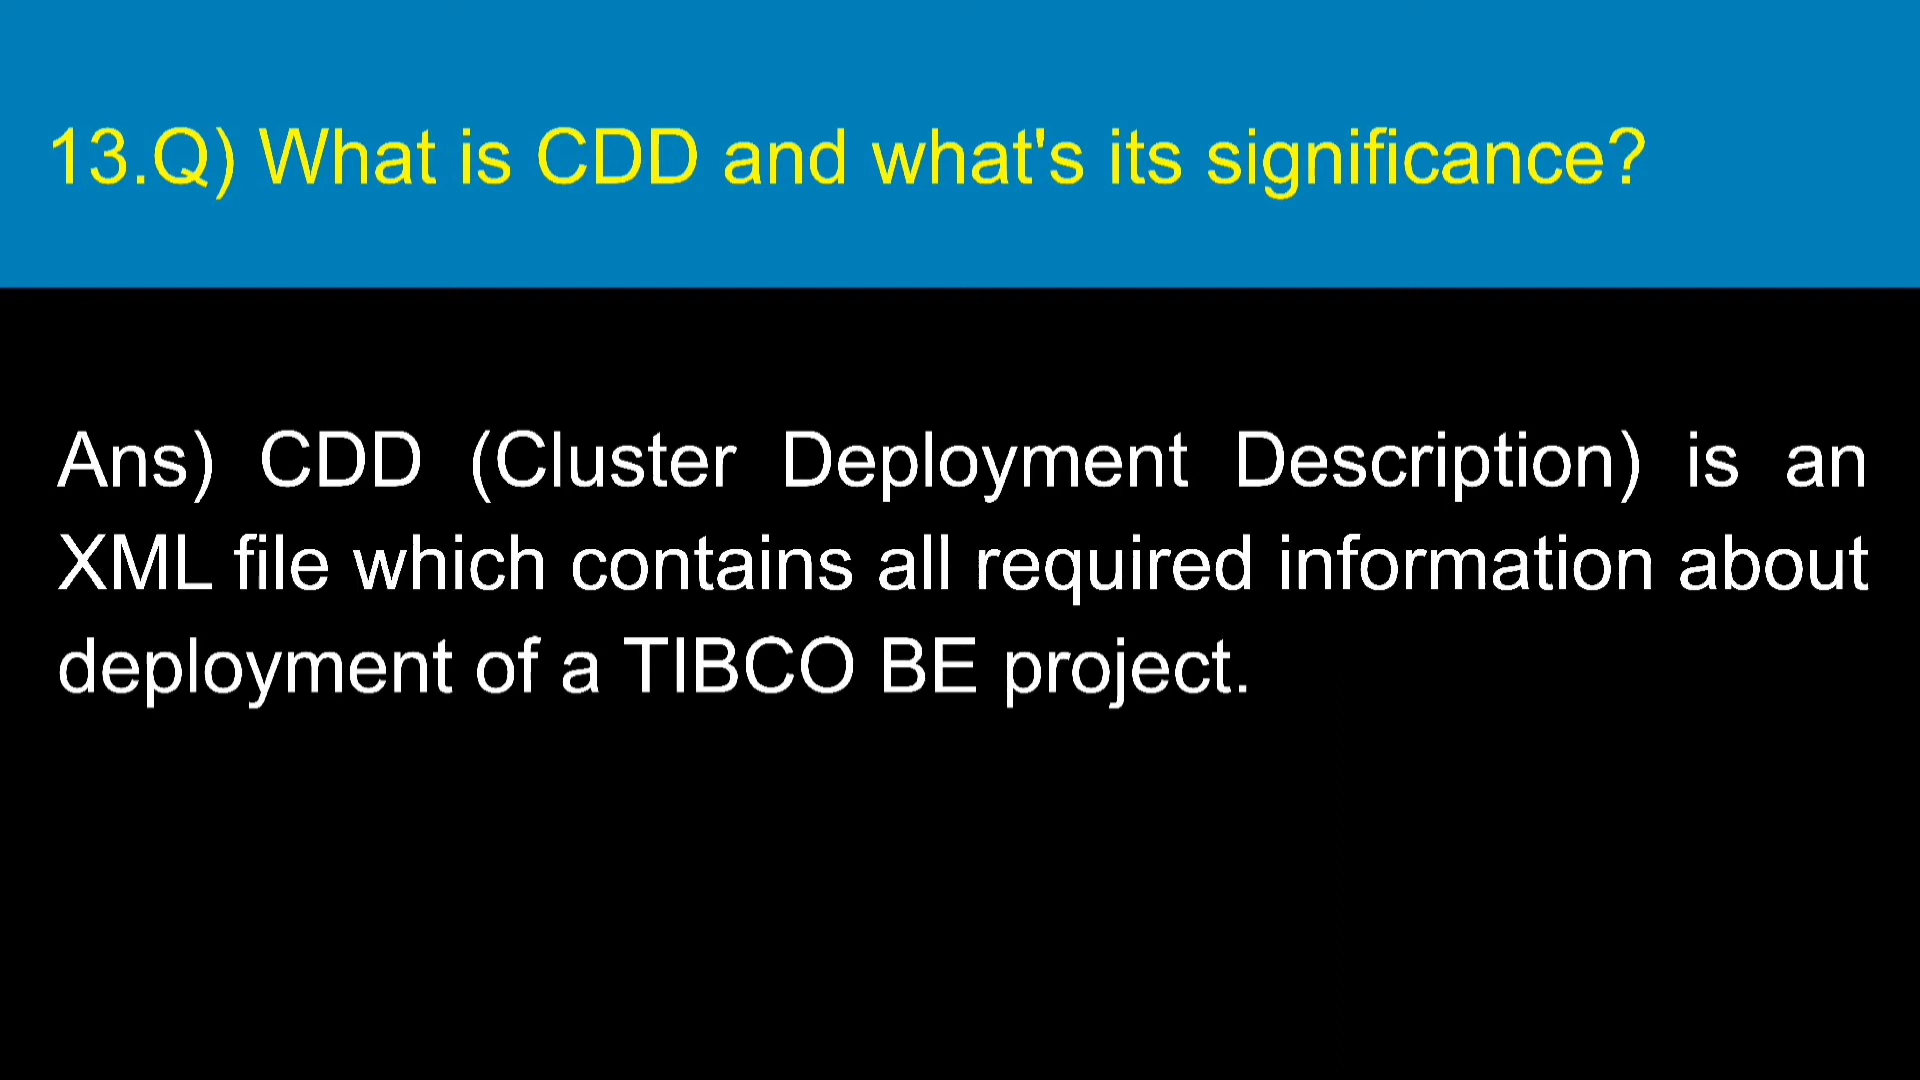 13.Q) What is CDD and what's its significance?
Ans) CDD (Cluster Deployment Description) is an
XML file which contains all required information about
deployment of a TIBCO BE project.